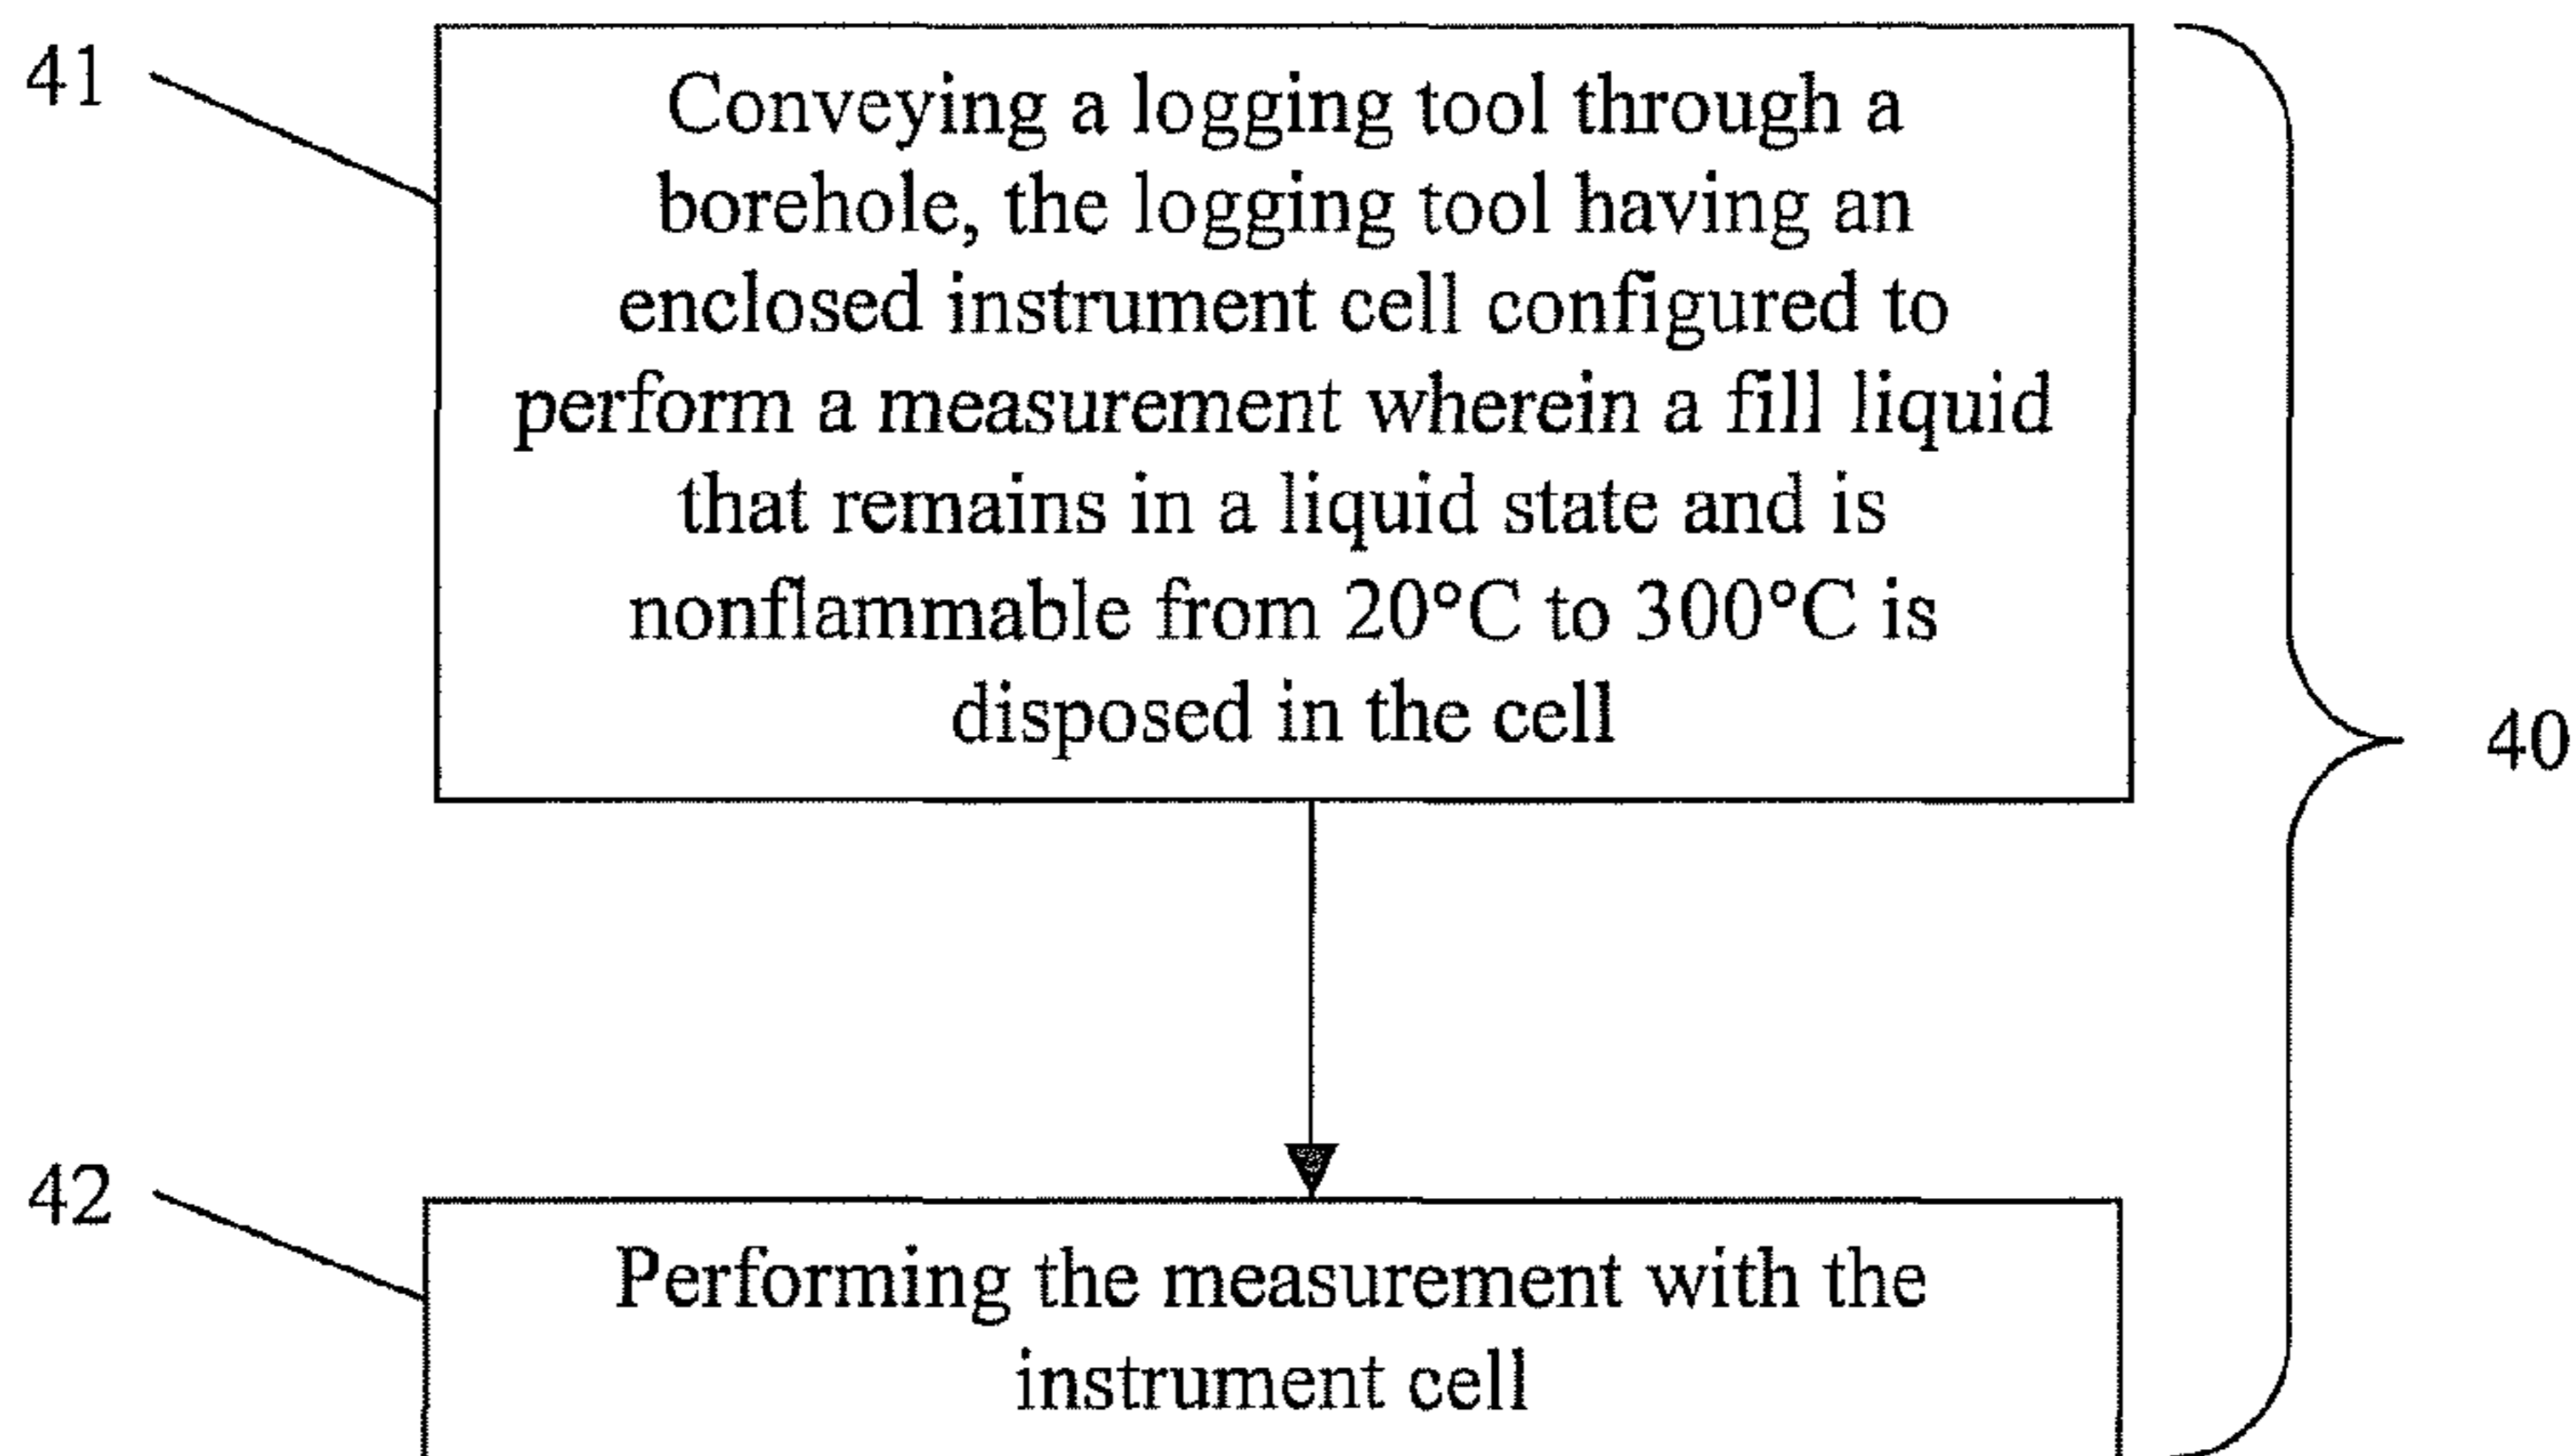 41
Conveying a logging tool through a
borehole, the logging tool having an
enclosed instrument cell configured to
perform a measurement wherein a fill liquid
that remains in a liquid state and is
nonflammable from 20°C to 300°C is
disposed in the cell
40
42
Performing the measurement with the
instrument cell